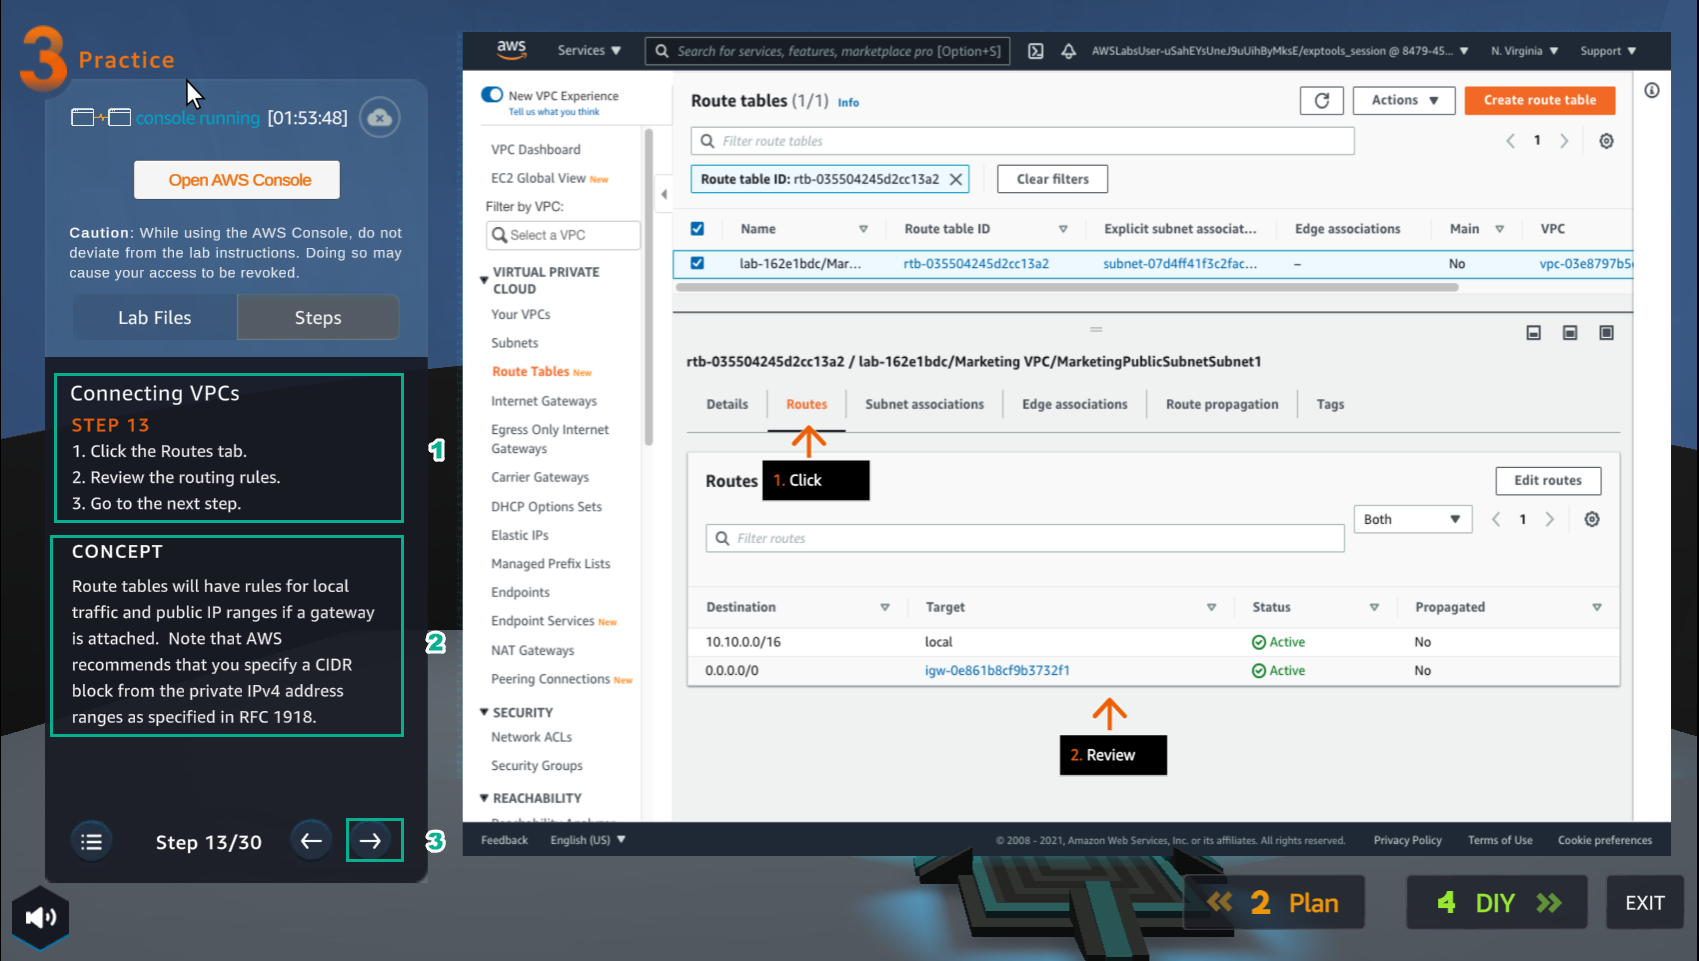 3 Practice
console running [01:53:48]
Open AWS Console
Caution: While using the AWS Console, do not
deviate from the lab instructions. Doing so may
cause your access to be revoked.
Lab Files
Steps
Connecting VPCs
STEP 13
1. Click the Routes tab.
2. Review the routing rules.
3. Go to the next step.
1
CONCEPT
Route tables will have rules for local
traffic and public IP ranges if a gateway
is attached. Note that AWS
recommends that you specify a CIDR
block from the private IPv4 address
ranges as specified in RFC 1918.
2
Step 13/30
3
aws
Services
Search for services, features, marketplace pro [Option+S]
AWSLabsUser-uSahEYsUneJ9uUihByMksE/exptools_session @ 8479-45...
N. Virginia
Support
New VPC Experience
Tell us what you think
VPC Dashboard
EC2 Global View New
Filter by VPC:
Select a VPC
VIRTUAL PRIVATE
CLOUD
Your VPCs
Subnets
Route Tables New
Internet Gateways
Egress Only Internet
Gateways
Carrier Gateways
DHCP Options Sets
Elastic IPs
Managed Prefix Lists
Endpoints
Endpoint Services New
NAT Gateways
Peering Connections New
SECURITY
Network ACLs
Security Groups
REACHABILITY
Route tables (1/1) Info
Actions
Create route table
Filter route tables
1
Route table ID: rtb-035504245d2cc13a2
Clear filters
Name Route table ID Explicit subnet associat... Edge associations Main VPC
lab-162e1bdc/Mar... rtb-035504245d2cc13a2 subnet-07d4ff41f3c2fac... – No vpc-03e8797b5
rtb-035504245d2cc13a2 / lab-162e1bdc/Marketing VPC/MarketingPublicSubnetSubnet1
Details Routes Subnet associations Edge associations Route propagation Tags
Routes
1. Click
Edit routes
Both
1
Filter routes
Destination Target Status Propagated
10.10.0.0/16 local Active No
0.0.0.0/0 igw-0e861b8cf9b3732f1 Active No
2. Review
Feedback English (US)
© 2008 - 2021, Amazon Web Services, Inc. or its affiliates. All rights reserved. Privacy Policy Terms of Use Cookie preferences
2 Plan
4 DIY
EXIT